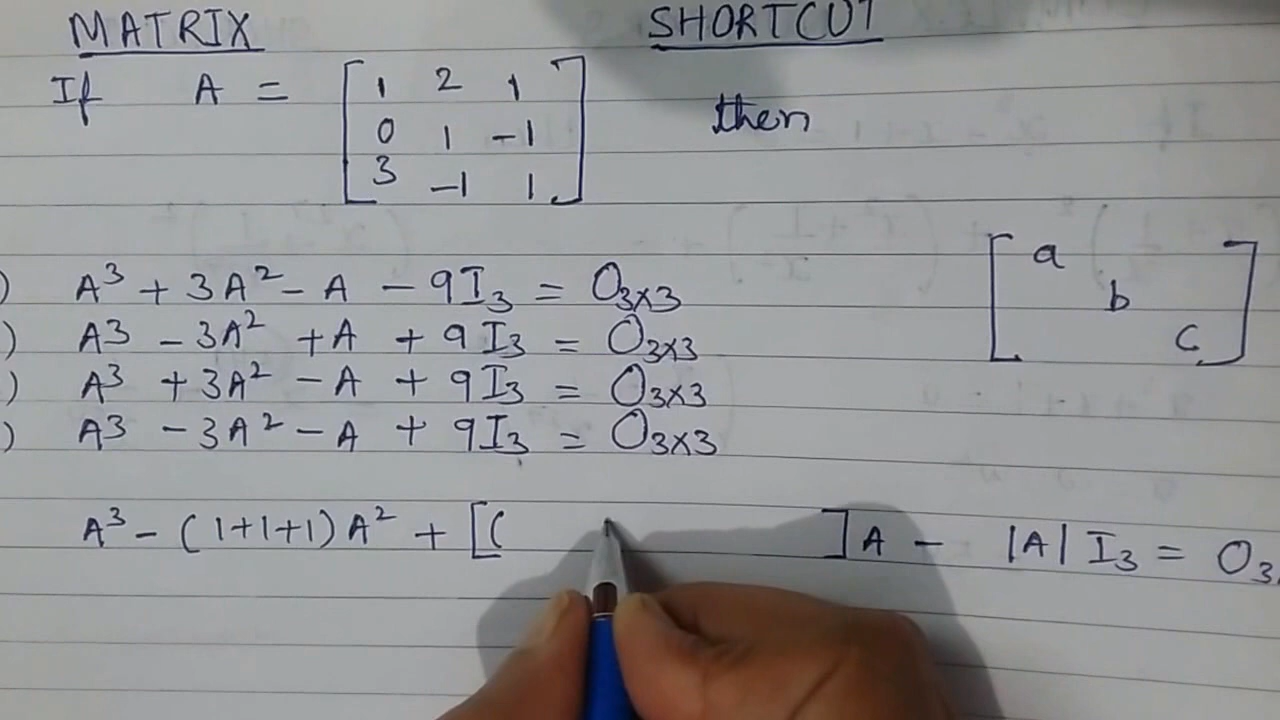 MATRIX SHORTCUT
If A = [ 1 2 1 then
0 1 -1
3 -1 1 ]
[ a
b
c ]
) A³ + 3A² - A - 9I₃ = O₃ₓ₃
) A³ - 3A² + A + 9I₃ = O₃ₓ₃
) A³ + 3A² - A + 9I₃ = O₃ₓ₃
) A³ - 3A² - A + 9I₃ = O₃ₓ₃
A³ - (1+1+1)A² + [( ]A - |A| I₃ = O₃